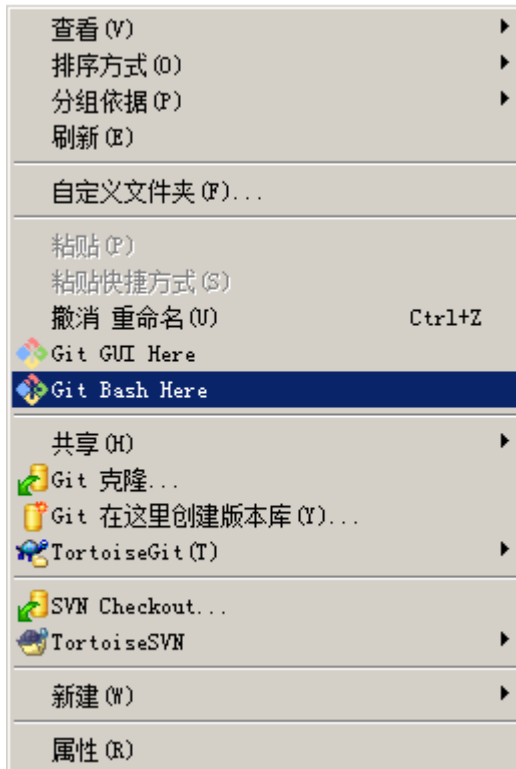 查看(V)
排序方式(O)
分组依据(P)
刷新(E)
自定义文件夹(F)...
粘贴(P)
粘贴快捷方式(S)
撤消 重命名(U) Ctrl+Z
Git GUI Here
Git Bash Here
共享(H)
Git 克隆...
Git 在这里创建版本库(Y)...
TortoiseGit(T)
SVN Checkout...
TortoiseSVN
新建(W)
属性(R)